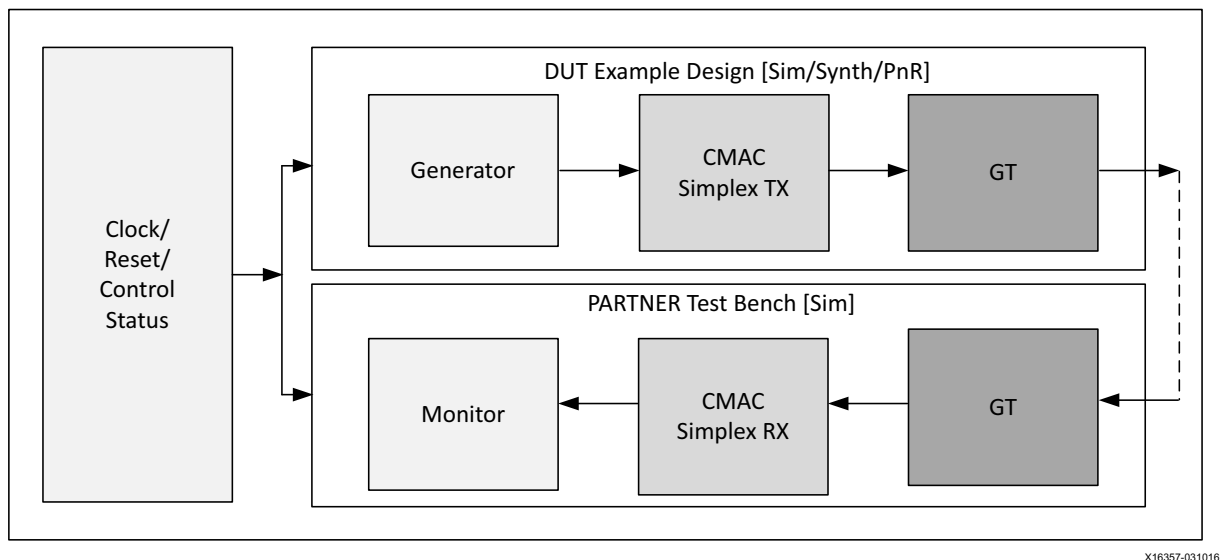 DUT Example Design [Sim/Synth/PnR]
Generator
CMAC
Simplex TX
GT
Clock/
Reset/
Control
Status
PARTNER Test Bench [Sim]
Monitor
CMAC
Simplex RX
GT
X16357-031016